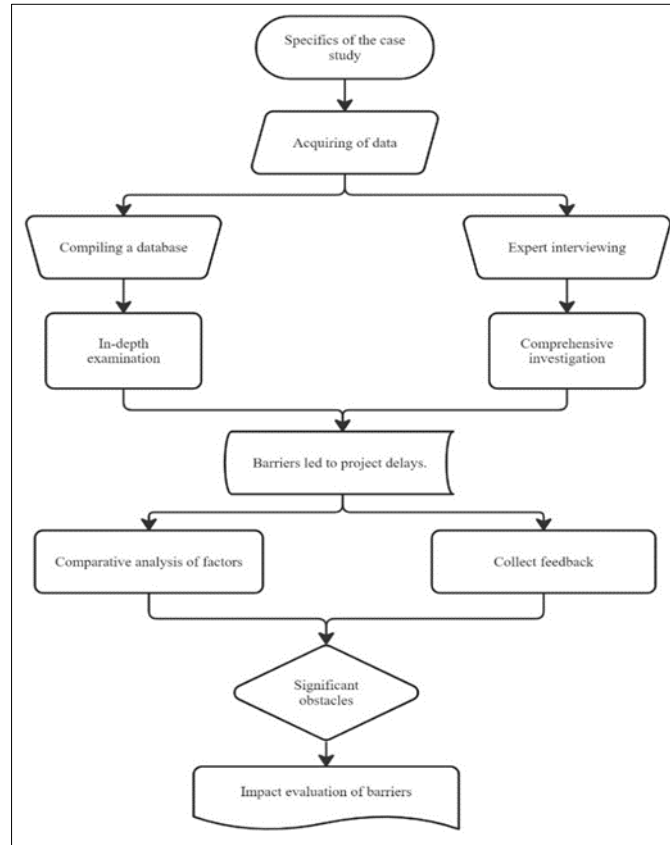 Specifics of the case
study
Acquiring of data
Compiling a database
Expert interviewing
In-depth
examination
Comprehensive
investigation
Barriers led to project delays.
Comparative analysis of factors
Collect feedback
Significant
obstacles
Impact evaluation of barriers